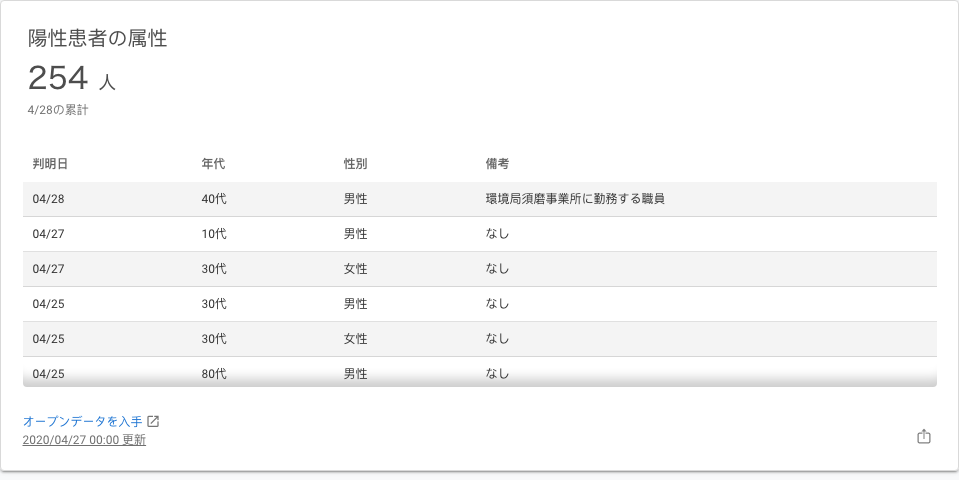 陽性患者の属性
254 人
4/28の累計
判明日 年代 性別 備考
04/28 40代 男性 環境局須磨事業所に勤務する職員
04/27 10代 男性 なし
04/27 30代 女性 なし
04/25 30代 男性 なし
04/25 30代 女性 なし
04/25 80代 男性 なし
オープンデータを入手
2020/04/27 00:00 更新